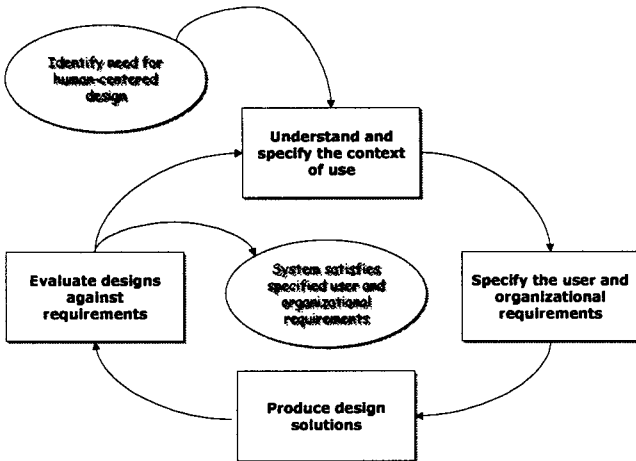 Identify need for
human-centered
design
Understand and
specify the context
of use
Evaluate designs
against
requirements
System satisfies
specified user and
organizational
requirements
Specify the user and
organizational
requirements
Produce design
solutions